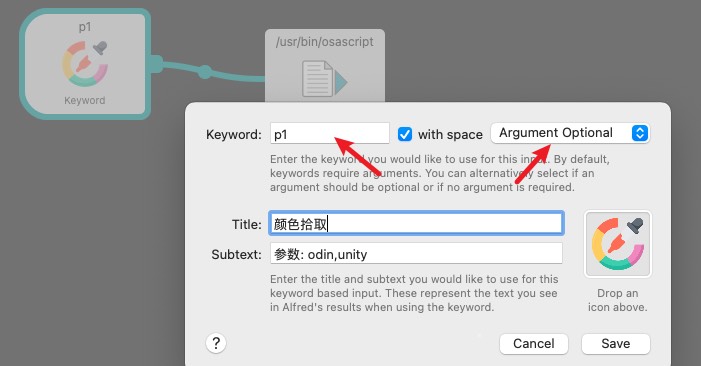 p1
/usr/bin/osascript
Keyword
Keyword: p1 with space Argument Optional
Enter the keyword you would like to use for this input. By default,
keywords require arguments. You can alternatively select if an
argument should be optional or if no argument is required.
Title: 颜色拾取
Subtext: 参数: odin,unity
Enter the title and subtext you would like to use for this
keyword based input. These represent the text you see
in Alfred's results when using the keyword.
Drop an
icon above.
? Cancel Save